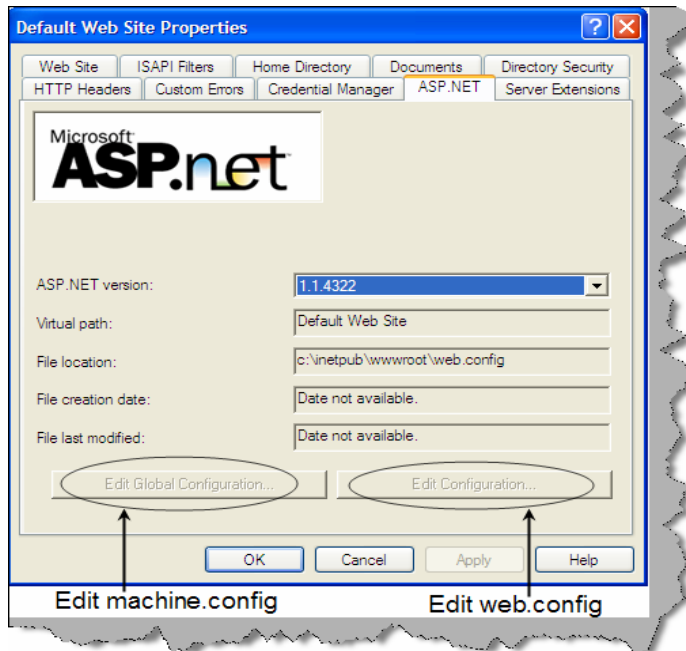 Default Web Site Properties
Web Site ISAPI Filters Home Directory Documents Directory Security
HTTP Headers Custom Errors Credential Manager ASP.NET Server Extensions
Microsoft
ASP.net
ASP.NET version: 1.1.4322
Virtual path: Default Web Site
File location: c:\inetpub\wwwroot\web.config
File creation date: Date not available.
File last modified: Date not available.
Edit Global Configuration... Edit Configuration...
OK Cancel Apply Help
Edit machine.config Edit web.config